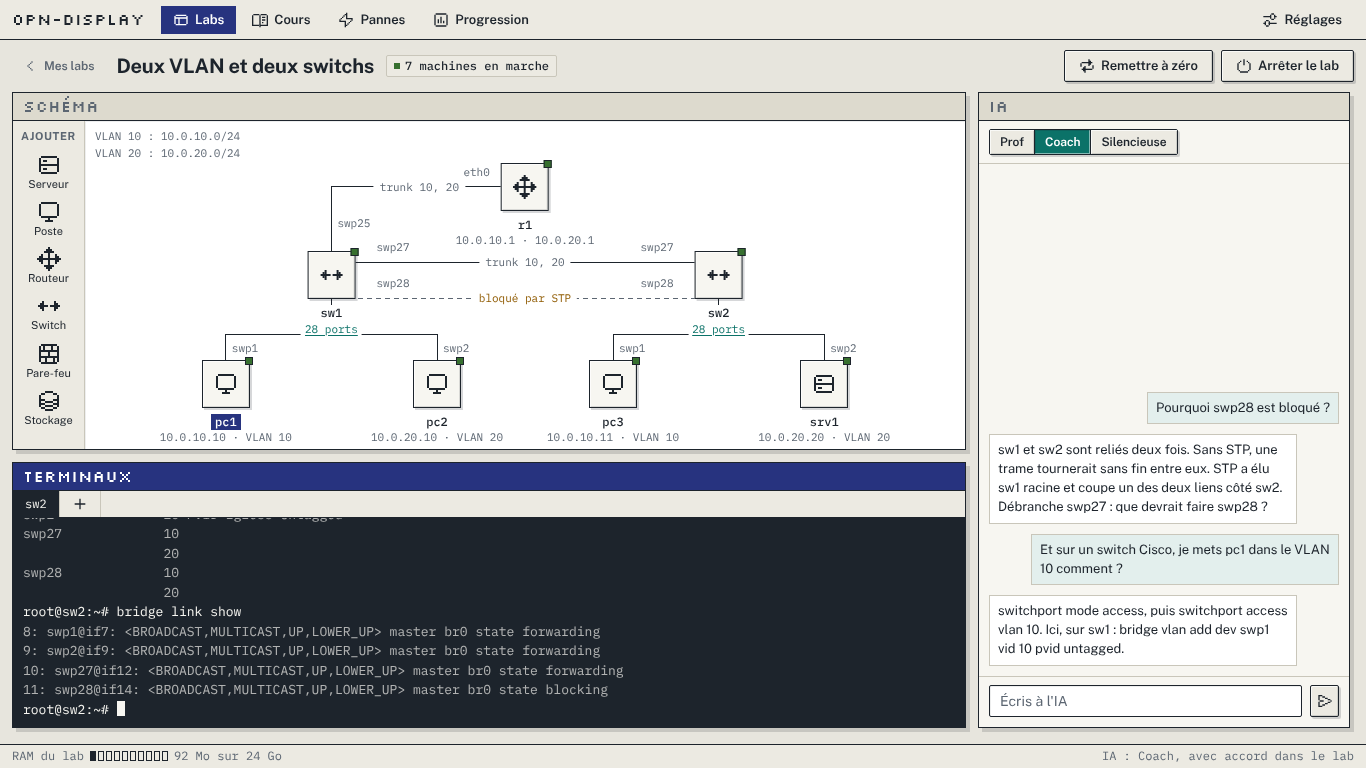 OPN-DISPLAY
Labs
Cours
Pannes
Progression
Réglages
Mes labs
Deux VLAN et deux switchs
7 machines en marche
Remettre à zéro
Arrêter le lab
SCHÉMA
AJOUTER
Serveur
Poste
Routeur
Switch
Pare-feu
Stockage
VLAN 10 : 10.0.10.0/24
VLAN 20 : 10.0.20.0/24
eth0
trunk 10, 20
r1
10.0.10.1 · 10.0.20.1
swp25
swp27
swp27
trunk 10, 20
swp28
swp28
bloqué par STP
sw1
sw2
28 ports
28 ports
swp1
swp2
swp1
swp2
pc1
pc2
pc3
srv1
10.0.10.10 · VLAN 10
10.0.20.10 · VLAN 20
10.0.10.11 · VLAN 10
10.0.20.20 · VLAN 20
TERMINAUX
sw2
+
swp27 10
20
swp28 10
20
root@sw2:~# bridge link show
8: swp1@if7: <BROADCAST,MULTICAST,UP,LOWER_UP> master br0 state forwarding
9: swp2@if9: <BROADCAST,MULTICAST,UP,LOWER_UP> master br0 state forwarding
10: swp27@if12: <BROADCAST,MULTICAST,UP,LOWER_UP> master br0 state forwarding
11: swp28@if14: <BROADCAST,MULTICAST,UP,LOWER_UP> master br0 state blocking
root@sw2:~#
IA
Prof
Coach
Silencieuse
Pourquoi swp28 est bloqué ?
sw1 et sw2 sont reliés deux fois. Sans STP, une
trame tournerait sans fin entre eux. STP a élu
sw1 racine et coupe un des deux liens côté sw2.
Débranche swp27 : que devrait faire swp28 ?
Et sur un switch Cisco, je mets pc1 dans le VLAN
10 comment ?
switchport mode access, puis switchport access
vlan 10. Ici, sur sw1 : bridge vlan add dev swp1
vid 10 pvid untagged.
Écris à l'IA
RAM du lab
92 Mo sur 24 Go
IA : Coach, avec accord dans le lab